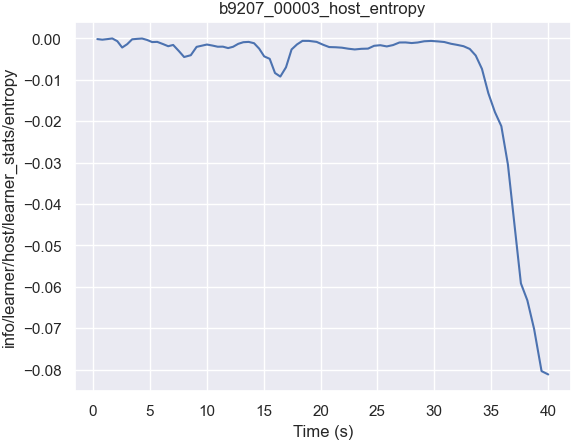 b9207_00003_host_entropy
info/learner/host/learner_stats/entropy
0.00
−0.01
−0.02
−0.03
−0.04
−0.05
−0.06
−0.07
−0.08
0 5 10 15 20 25 30 35 40
Time (s)